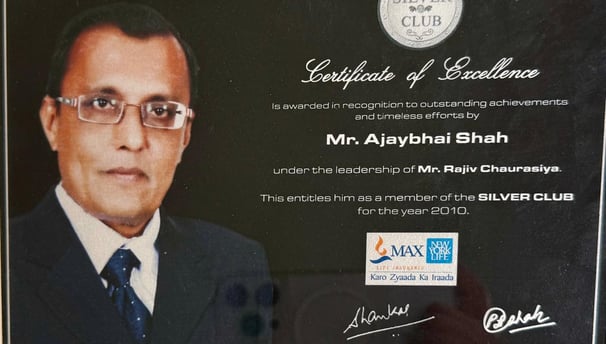 SILVER
CLUB
Certificate of Excellence
Is awarded in recognition to outstanding achievements
and timeless efforts by
Mr. Ajaybhai Shah
under the leadership of Mr. Rajiv Chaurasiya.
This entitles him as a member of the SILVER CLUB
for the year 2010.
MAX NEW YORK LIFE
LIFE INSURANCE
Karo Zyaada Ka Iraada